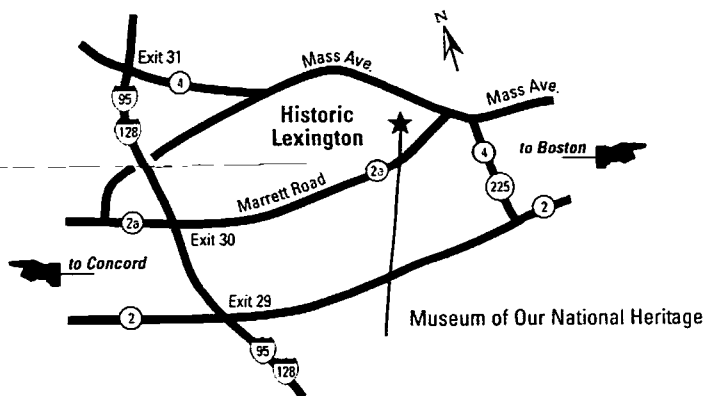 N
Exit 31
Mass Ave.
95
4
Mass Ave.
128
Historic
Lexington
4
to Boston
2a
225
Marrett Road
2a
2
Exit 30
to Concord
Exit 29
2
Museum of Our National Heritage
95
128